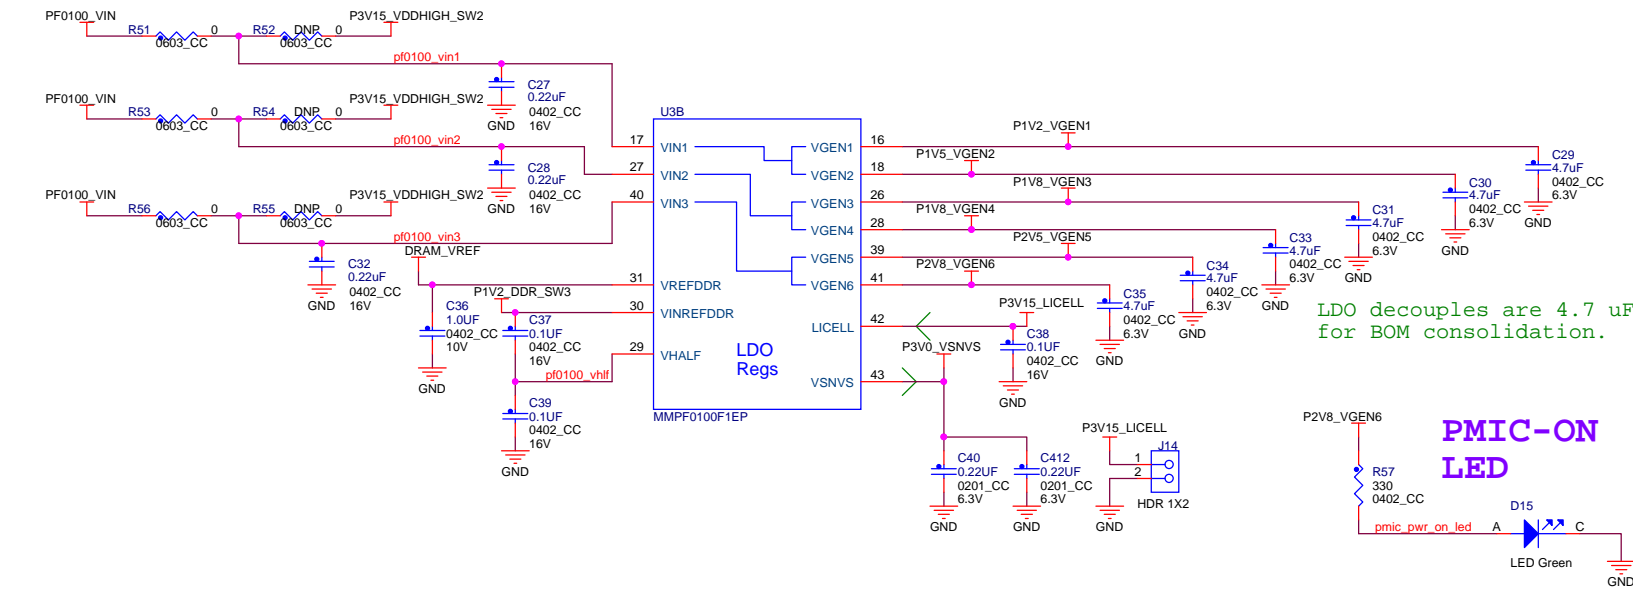 PF0100_VIN
P3V15_VDDHIGH_SW2
R51
0
R52
DNP
0
0603_CC
0603_CC
pf0100_vin1
C27
0.22uF
0402_CC
16V
GND
PF0100_VIN
P3V15_VDDHIGH_SW2
R53
0
R54
DNP
0
0603_CC
0603_CC
pf0100_vin2
C28
0.22uF
0402_CC
16V
GND
PF0100_VIN
P3V15_VDDHIGH_SW2
R56
0
R55
DNP
0
0603_CC
0603_CC
pf0100_vin3
C32
0.22uF
0402_CC
16V
GND
DRAM_VREF
P1V2_DDR_SW3
C36
1.0UF
0402_CC
10V
GND
C37
0.1UF
0402_CC
16V
pf0100_vhlf
C39
0.1UF
0402_CC
16V
GND
U3B
17
VIN1
27
VIN2
40
VIN3
31
VREFDDR
30
VINREFDDR
29
VHALF
LDO
Regs
VGEN1
16
VGEN2
18
VGEN3
26
VGEN4
28
VGEN5
39
VGEN6
41
LICELL
42
VSNVS
43
MMPF0100F1EP
P1V2_VGEN1
P1V5_VGEN2
P1V8_VGEN3
P1V8_VGEN4
P2V5_VGEN5
P2V8_VGEN6
P3V15_LICELL
P3V0_VSNVS
C29
4.7uF
0402_CC
6.3V
GND
C30
4.7uF
0402_CC
6.3V
GND
C31
4.7uF
0402_CC
6.3V
GND
C33
4.7uF
0402_CC
6.3V
GND
C34
4.7uF
0402_CC
6.3V
GND
C35
4.7uF
0402_CC
6.3V
GND
C38
0.1UF
0402_CC
16V
GND
LDO decouples are 4.7 uF
for BOM consolidation.
C40
0.22UF
0201_CC
6.3V
GND
C412
0.22UF
0201_CC
6.3V
GND
P3V15_LICELL
J14
1
2
HDR 1X2
GND
P2V8_VGEN6
PMIC-ON
LED
R57
330
0402_CC
D15
pmic_pwr_on_led
A
C
LED Green
GND